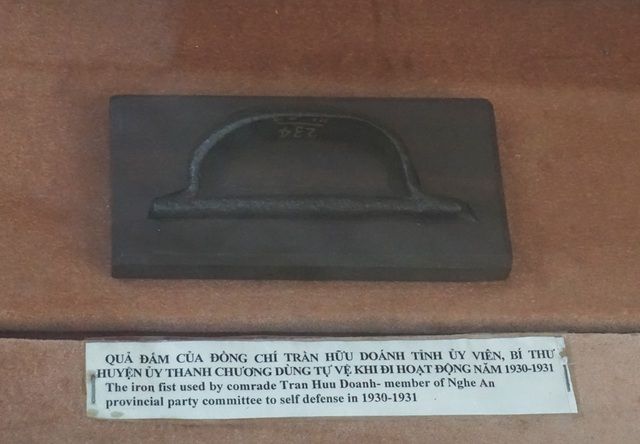 234
QUẢ ĐẤM CỦA ĐỒNG CHÍ TRẦN HỮU DOÁNH TỈNH ỦY VIÊN, BÍ THƯ
HUYỆN ỦY THANH CHƯƠNG DÙNG TỰ VỆ KHI ĐI HOẠT ĐỘNG NĂM 1930-1931
The iron fist used by comrade Tran Huu Doanh- member of Nghe An
provincial party committee to self defense in 1930-1931